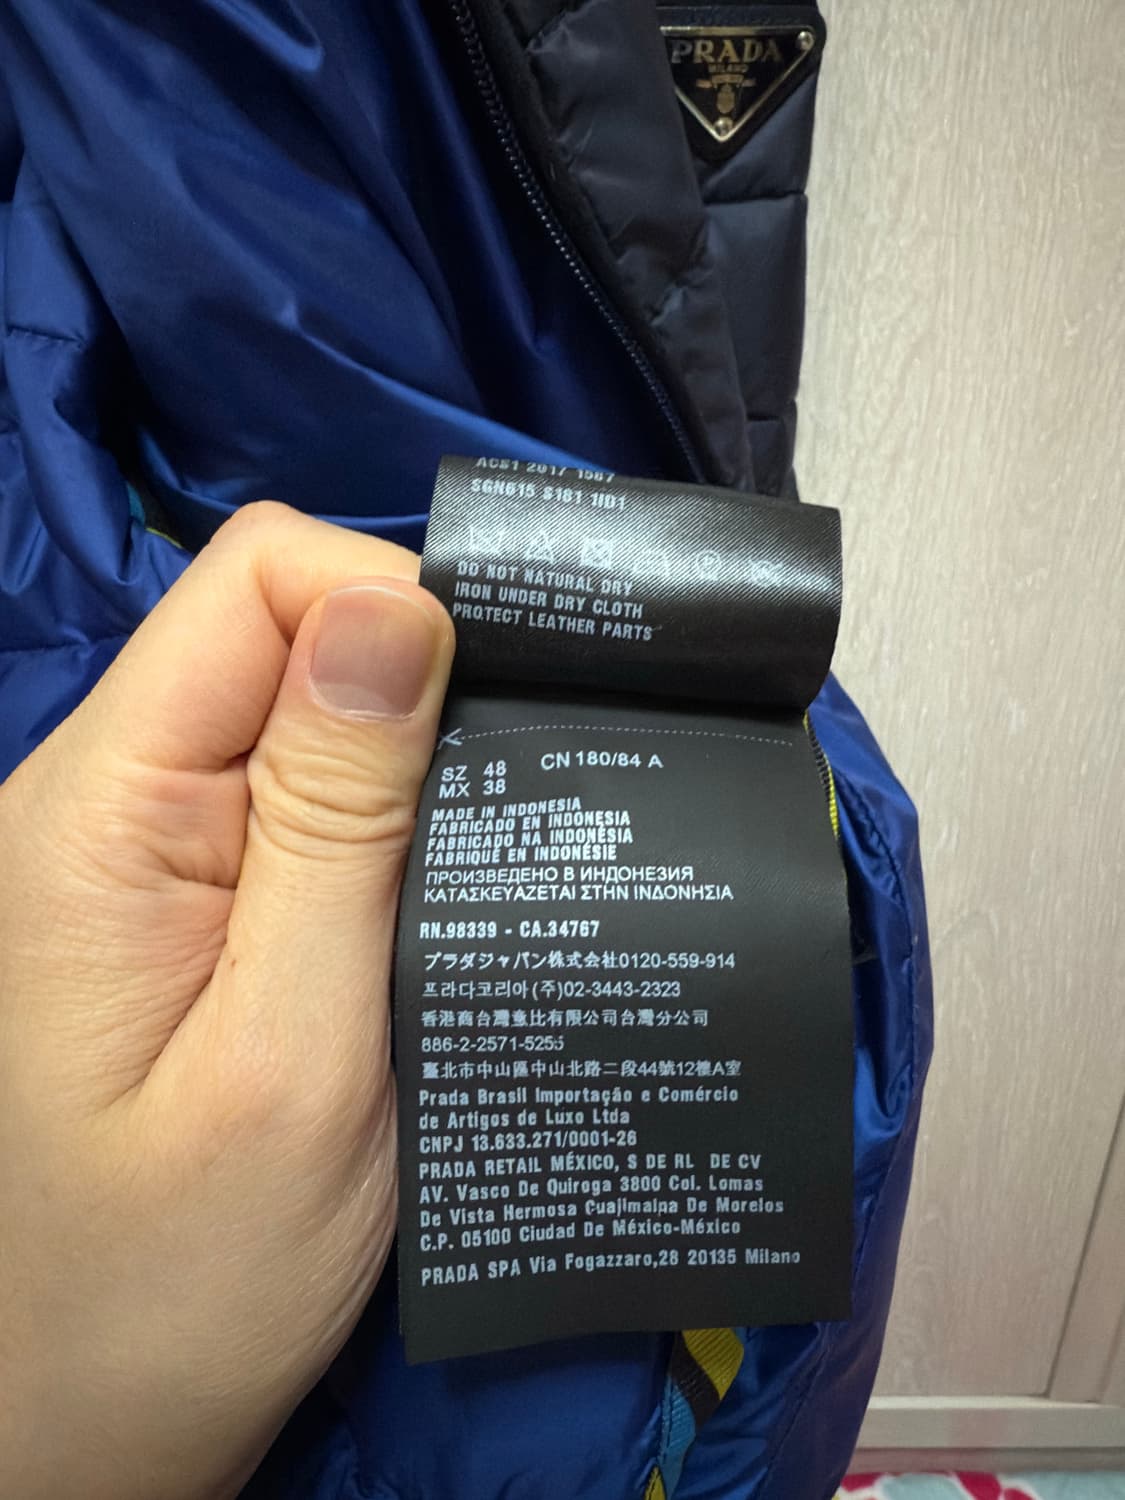 PRADA
MILANO
SGN615 S181 1ID1
DO NOT NATURAL DRY
IRON UNDER DRY CLOTH
PROTECT LEATHER PARTS
SZ 48 CN 180/84 A
MX 38
MADE IN INDONESIA
FABRICADO EN INDONESIA
FABRICADO NA INDONÉSIA
FABRIQUÉ EN INDONÉSIE
ПРОИЗВЕДЕНО В ИНДОНЕЗИЯ
ΚΑΤΑΣΚΕΥΑΖΕΤΑΙ ΣΤΗΝ ΙΝΔΟΝΗΣΙΑ
RN.98339 - CA.34767
プラダジャパン株式会社0120-559-914
프라다코리아(주)02-3443-2323
香港商台灣意比有限公司台灣分公司
886-2-2571-5255
臺北市中山區中山北路二段44號12樓A室
Prada Brasil Importação e Comércio
de Artigos de Luxo Ltda
CNPJ 13.633.271/0001-26
PRADA RETAIL MÉXICO, S DE RL DE CV
AV. Vasco De Quiroga 3800 Col. Lomas
De Vista Hermosa Cuajimalpa De Morelos
C.P. 05100 Ciudad De México-México
PRADA SPA Via Fogazzaro,28 20135 Milano